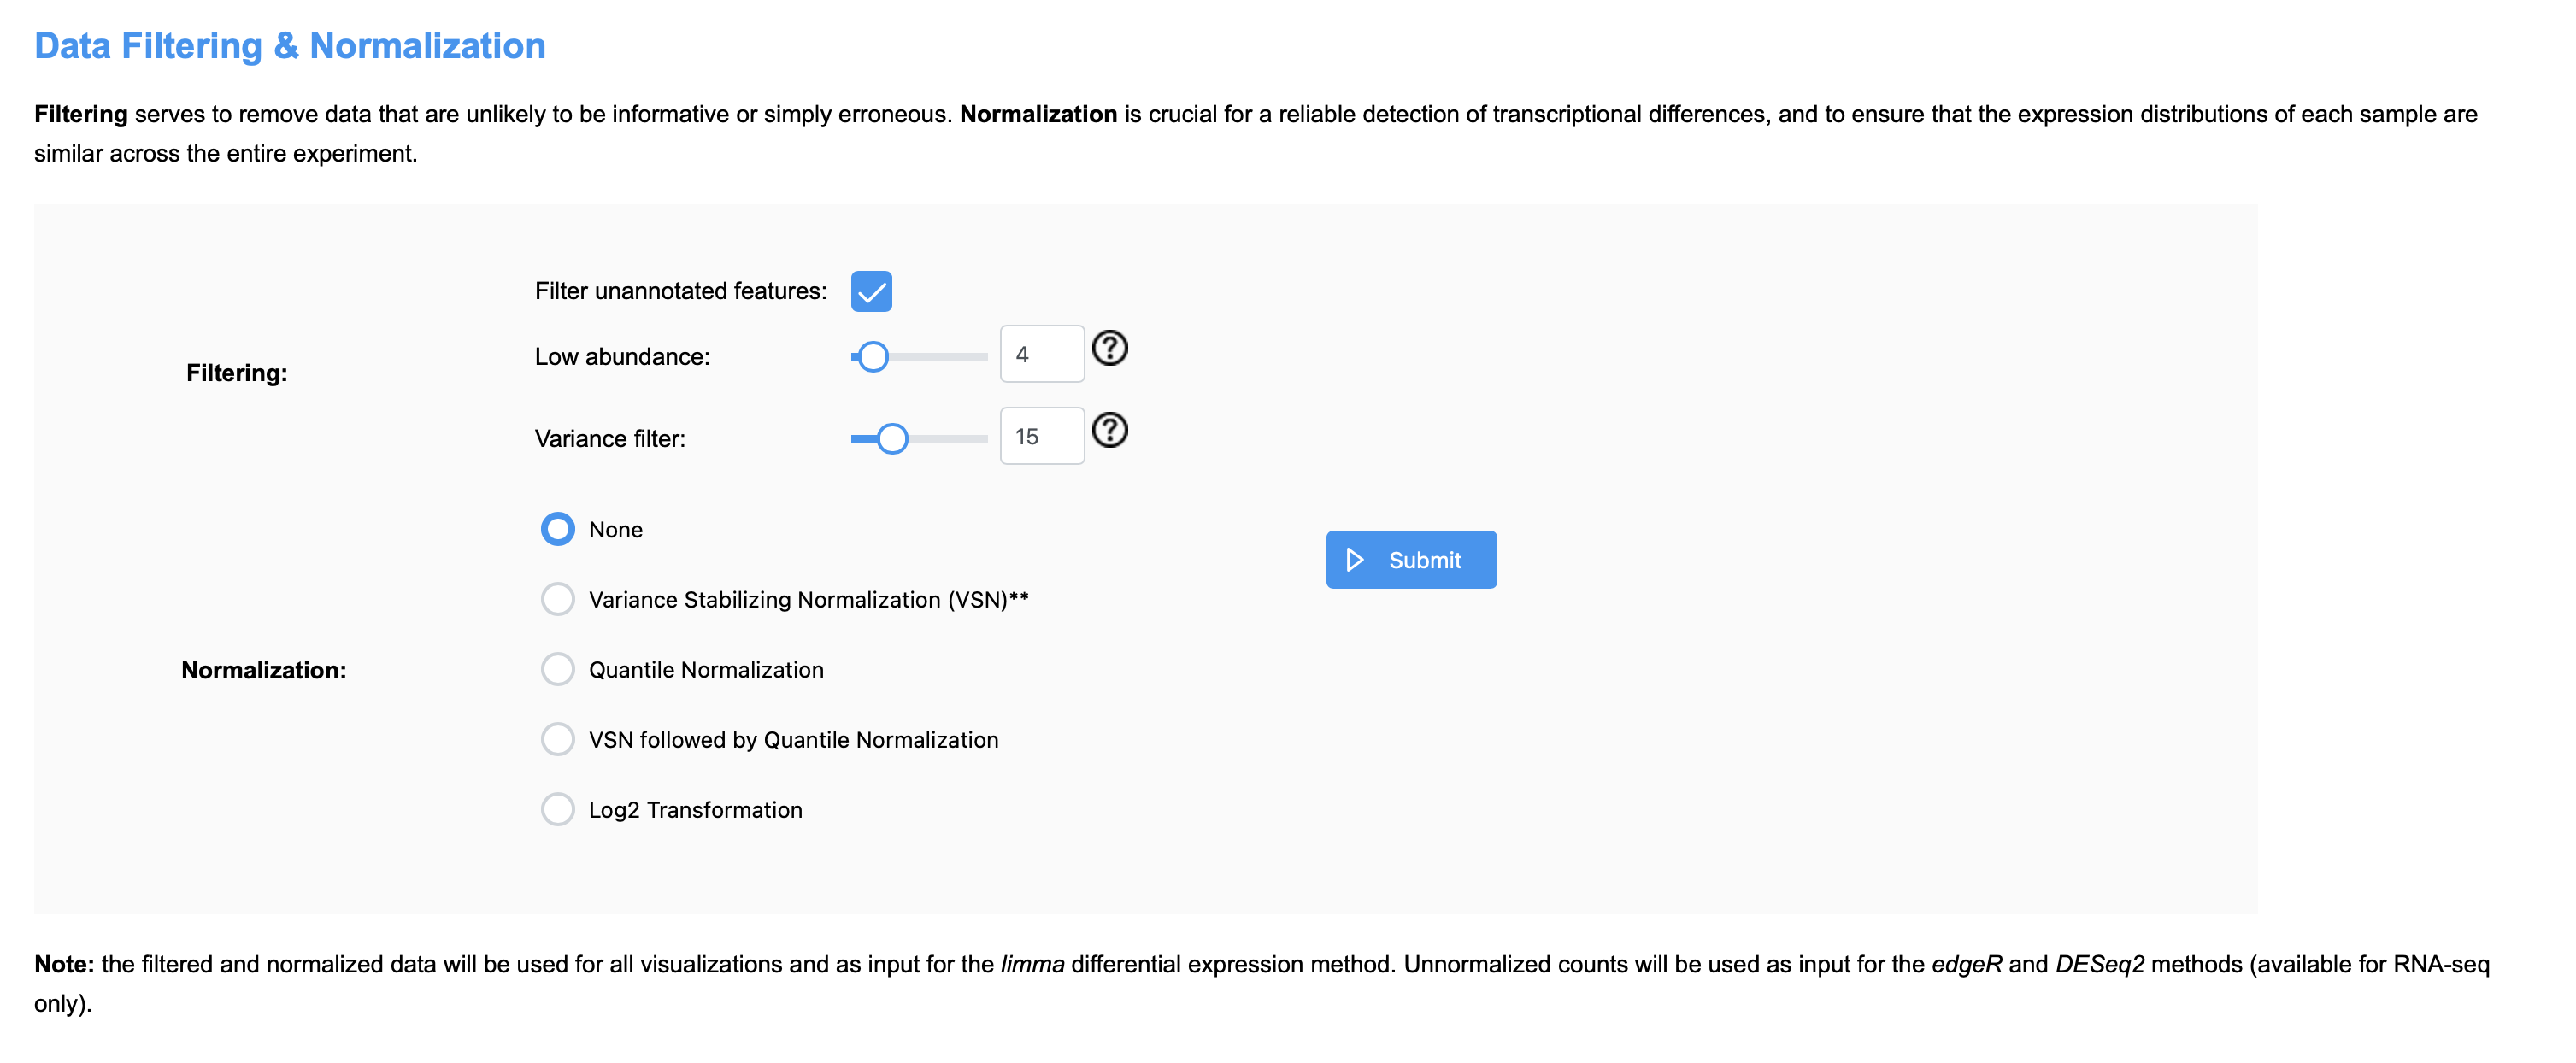 Data Filtering & Normalization
Filtering serves to remove data that are unlikely to be informative or simply erroneous. Normalization is crucial for a reliable detection of transcriptional differences, and to ensure that the expression distributions of each sample are
similar across the entire experiment.
Filter unannotated features:
Low abundance: 4 ?
Filtering:
Variance filter: 15 ?
None
Submit
Variance Stabilizing Normalization (VSN)**
Normalization: Quantile Normalization
VSN followed by Quantile Normalization
Log2 Transformation
Note: the filtered and normalized data will be used for all visualizations and as input for the limma differential expression method. Unnormalized counts will be used as input for the edgeR and DESeq2 methods (available for RNA-seq
only).